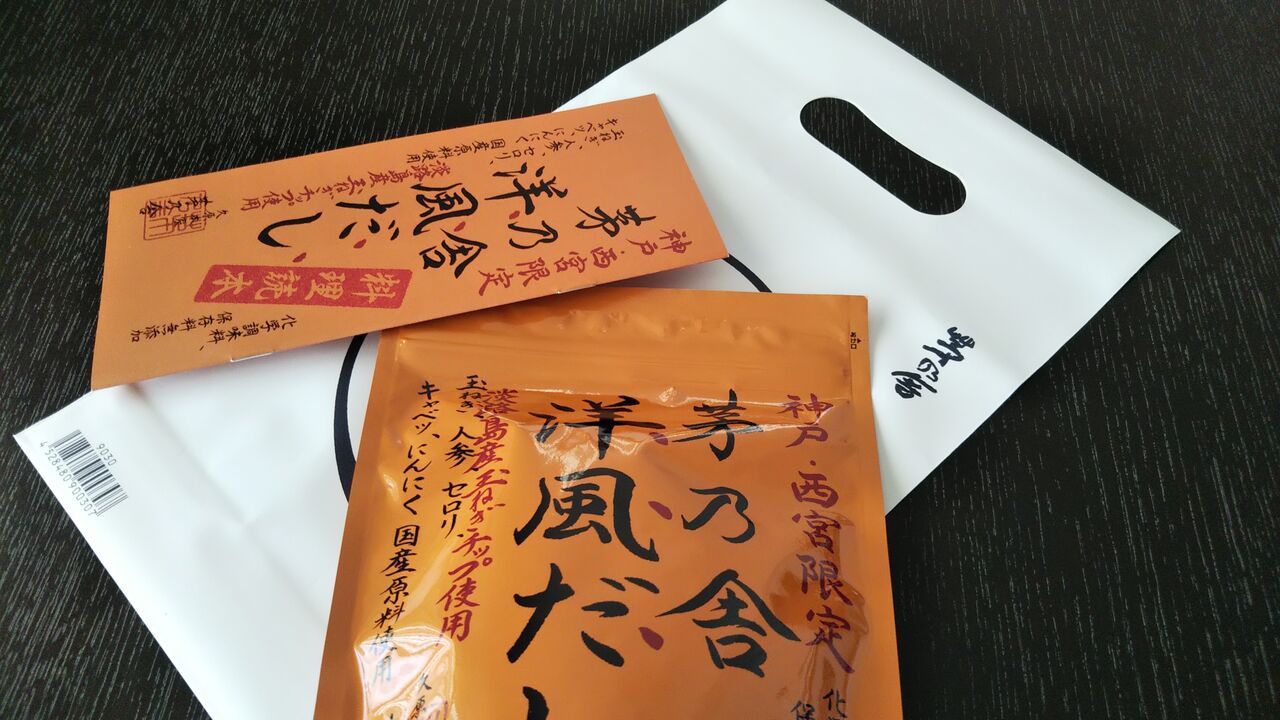 神戸・西宮限定
茅乃舎
洋風だし
淡路島産玉ねぎチップ使用
玉ねぎ、人参、セロリ、
キャベツ、にんにく
国産原料使用
料理読本
化学調味料、
保存料無添加
茅乃舎
神戸・西宮限定
茅乃舎
洋風だし
淡路島産玉ねぎチップ使用
玉ねぎ 人参 セロリ
キャベツ、にんにく 国産原料使用
9030
4528480900307